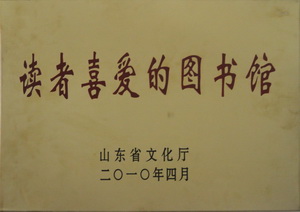 读者喜爱的图书馆
山东省文化厅
二〇一〇年四月